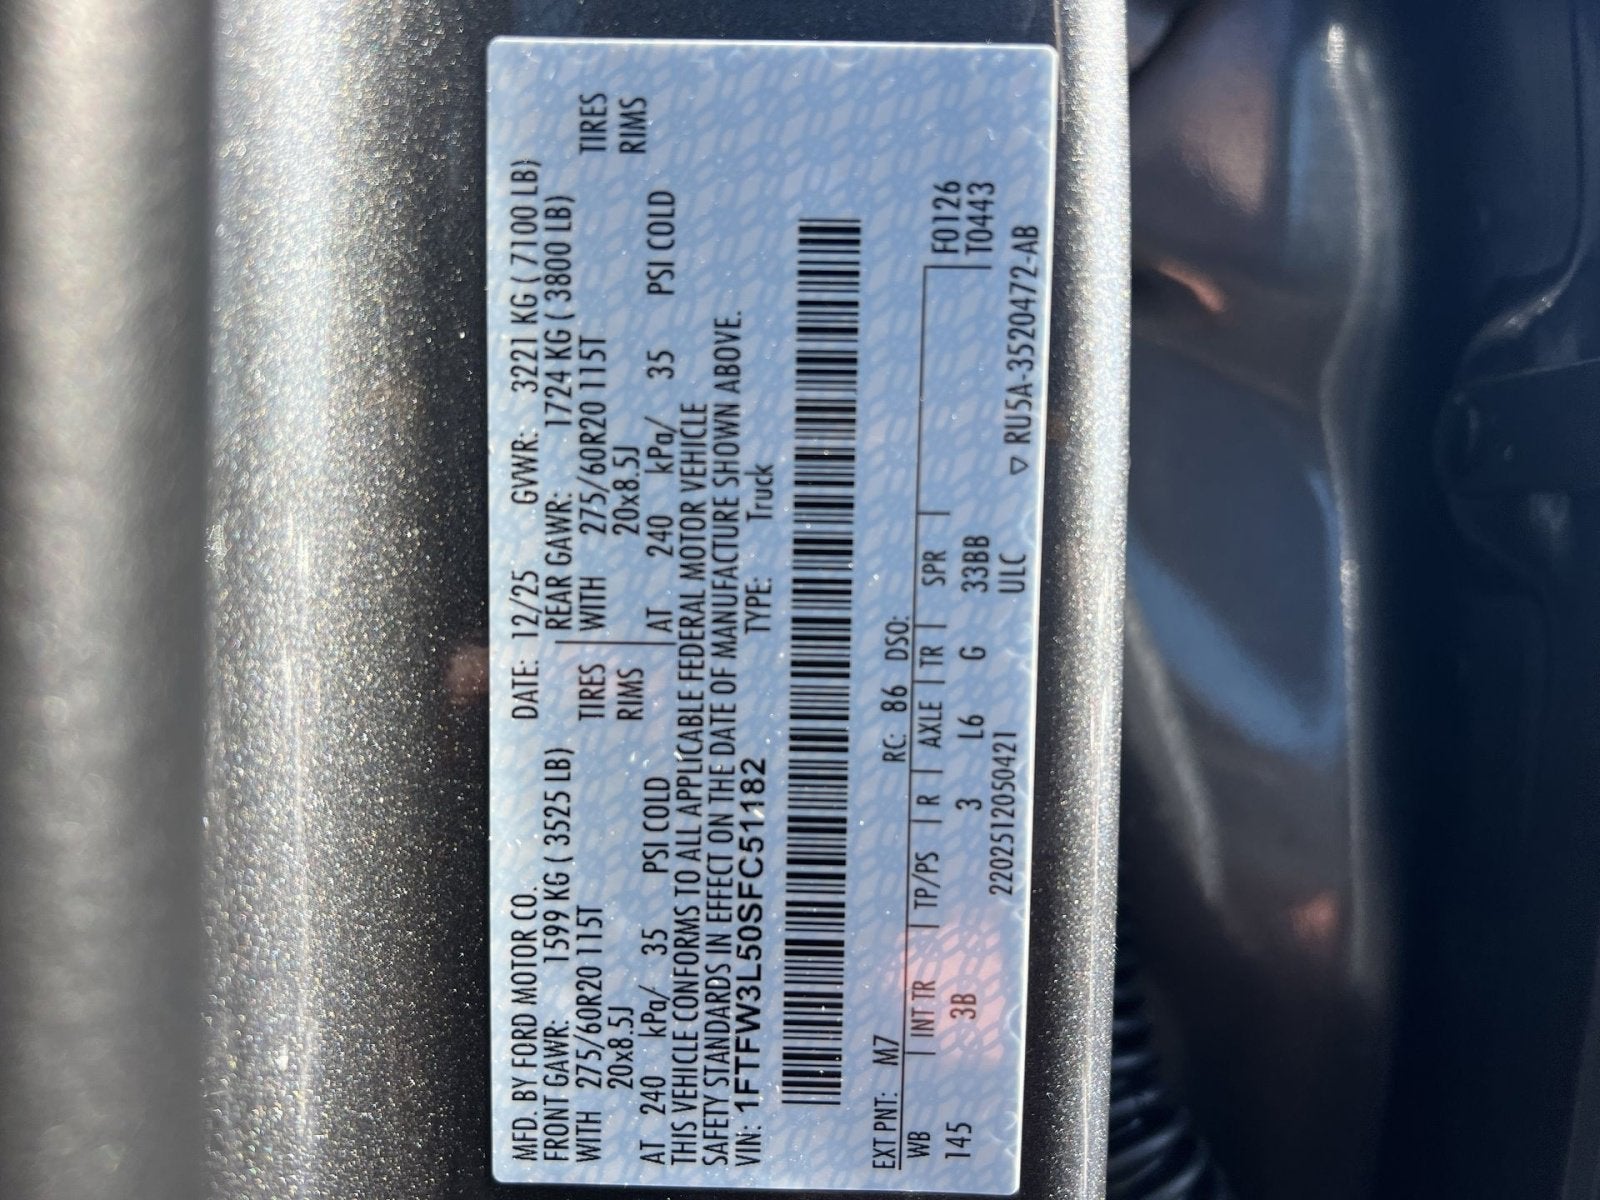 MFD. BY FORD MOTOR CO. DATE: 12/25 GVWR: 3221 KG ( 7100 LB)
FRONT GAWR: 1599 KG ( 3525 LB) REAR GAWR: 1724 KG ( 3800 LB)
WITH 275/60R20 115T TIRES WITH 275/60R20 115T TIRES
20x8.5J RIMS 20x8.5J RIMS
AT 240 kPa/ 35 PSI COLD AT 240 kPa/ 35 PSI COLD
THIS VEHICLE CONFORMS TO ALL APPLICABLE FEDERAL MOTOR VEHICLE
SAFETY STANDARDS IN EFFECT ON THE DATE OF MANUFACTURE SHOWN ABOVE.
VIN: 1FTFW3L50SFC51182 TYPE: Truck
EXT PNT: M7 RC: 86 DSO:
WB INT TR TP/PS R AXLE TR SPR F0126
145 3B 3 L6 G 33BB T0443
2202512050421 ULC
▽ RU5A-3520472-AB